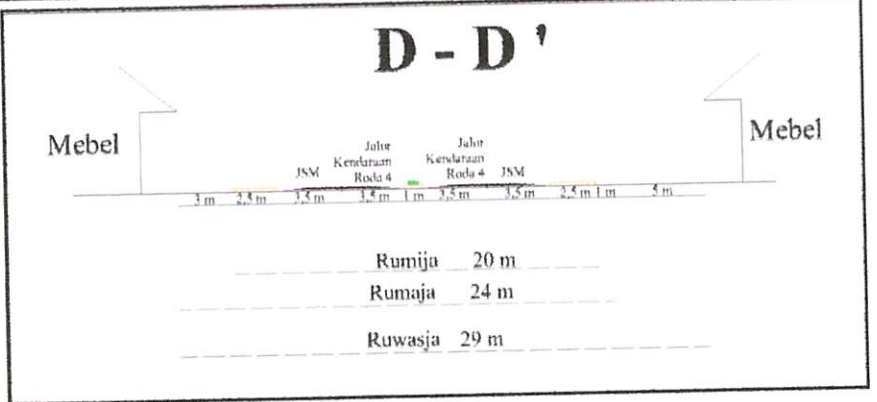 D - D '
Mebel
Mebel
JSM
Jalur
Kendaraan
Roda 4
Jalur
Kendaraan
Roda 4
JSM
3 m 2,5 m 3,5 m 3,5 m 1 m 3,5 m 3,5 m 2,5 m 1 m 5 m
Rumija 20 m
Rumaja 24 m
Ruwasja 29 m